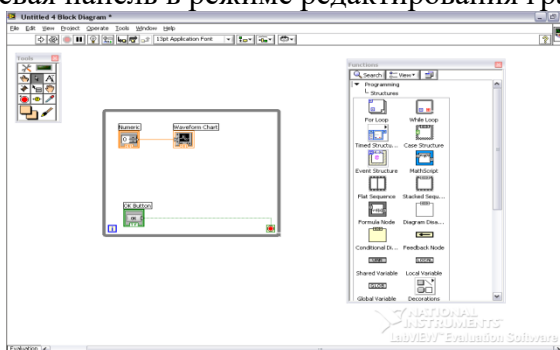 евая панель в режиме редактирования гра
Untitled 4 Block Diagram *
File Edit View Project Operate Tools Window Help
13pt Application Font
Tools
Functions
Search View
Programming
Structures
For Loop While Loop
Timed Structu... Case Structure
Event Structure MathScript
Flat Sequence Stacked Sequ...
Formula Node Diagram Disa...
Conditional Di... Feedback Node
Shared Variable Local Variable
Global Variable Decorations
Numeric Waveform Chart
OK Button
OK
i
NATIONAL
INSTRUMENTS
LabVIEW Evaluation Software
Evaluation